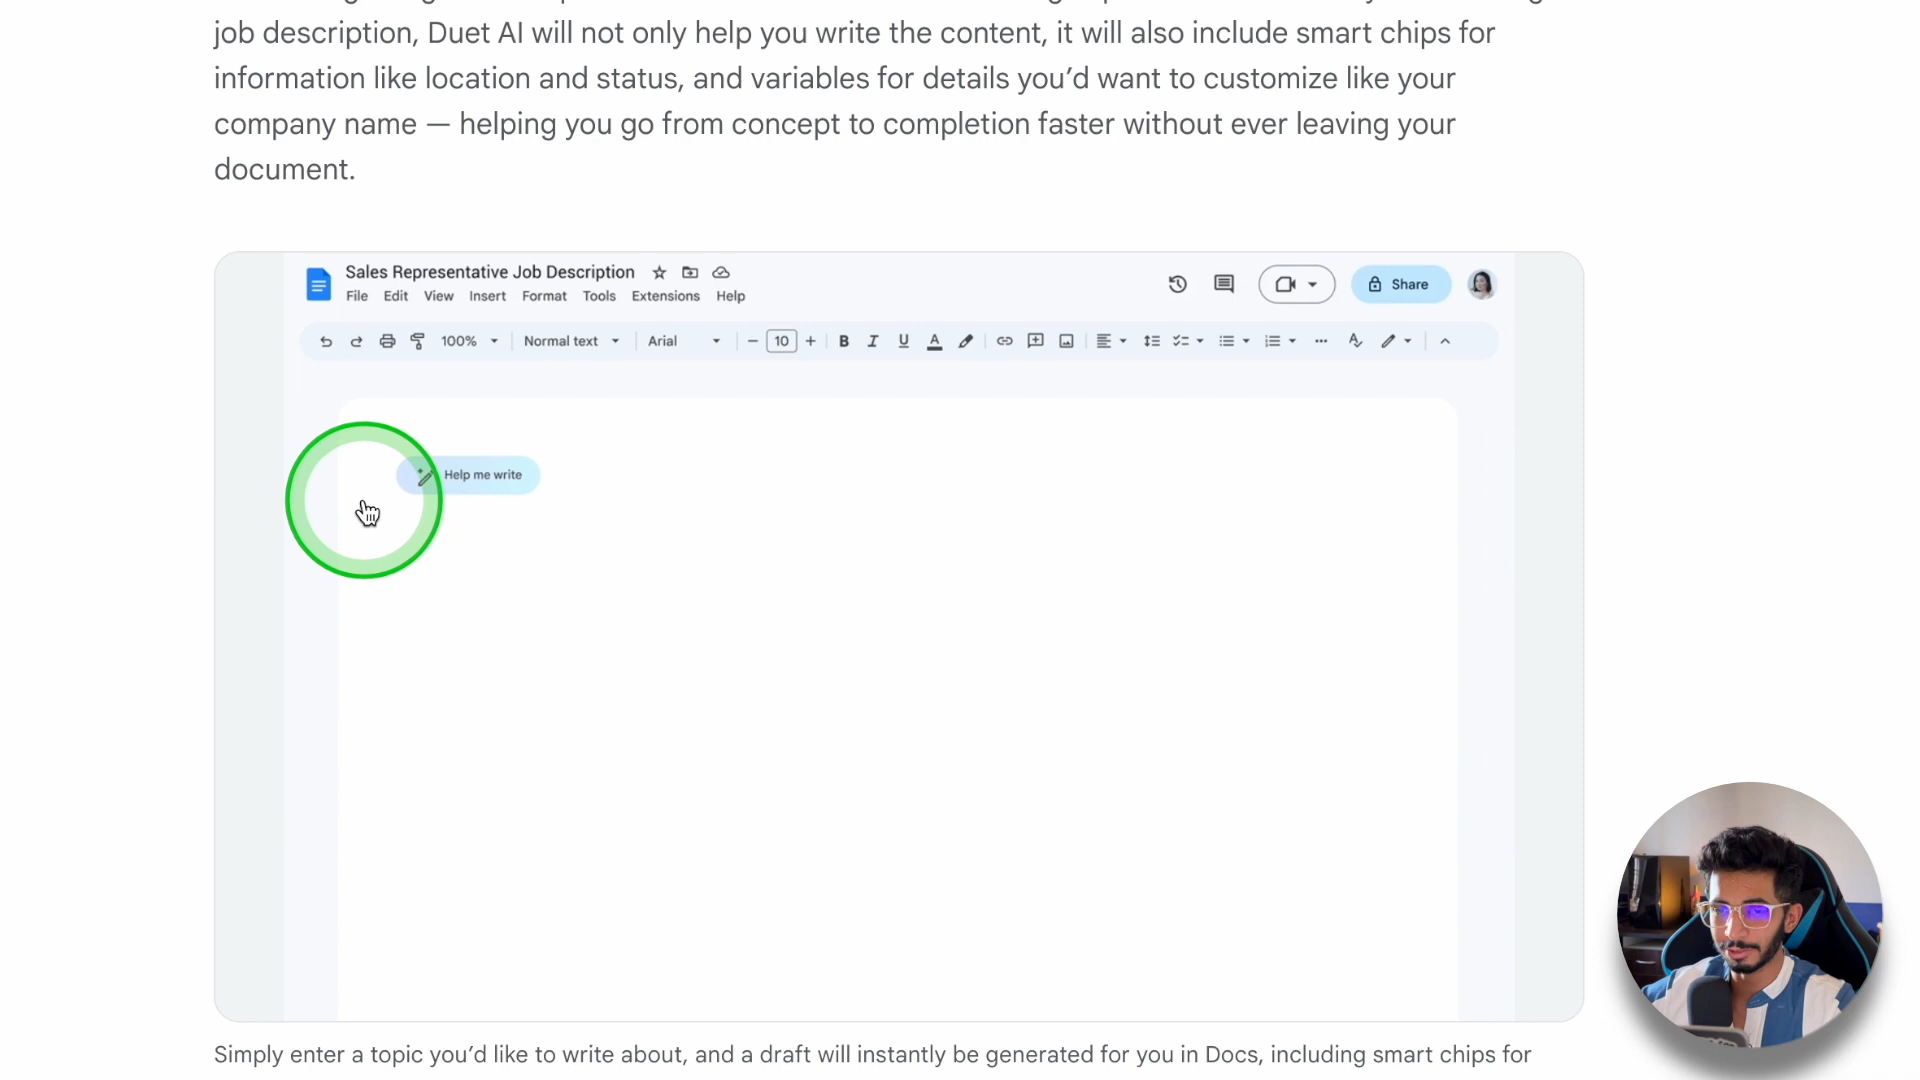 job description, Duet AI will not only help you write the content, it will also include smart chips for
information like location and status, and variables for details you’d want to customize like your
company name — helping you go from concept to completion faster without ever leaving your
document.
Sales Representative Job Description
File Edit View Insert Format Tools Extensions Help
Share
100% Normal text Arial 10 B I U A
Help me write
Simply enter a topic you’d like to write about, and a draft will instantly be generated for you in Docs, including smart chips for